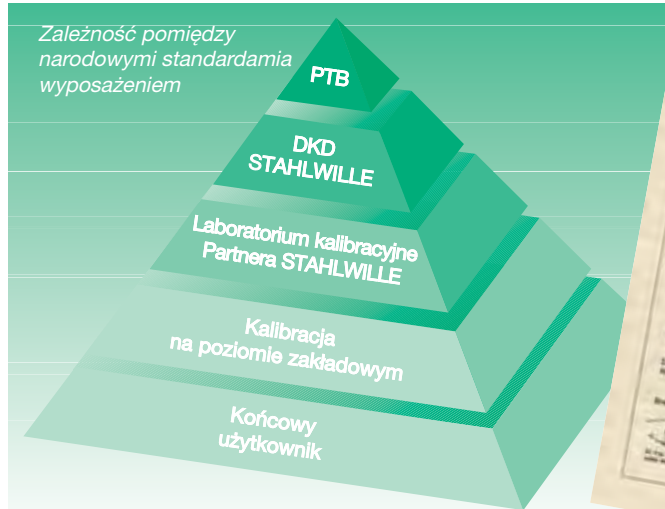 Zależność pomiędzy
narodowymi standardamia
wyposażeniem
PTB
DKD
STAHLWILLE
Laboratorium kalibracyjne
Partnera STAHLWILLE
Kalibracja
na poziomie zakładowym
Końcowy
użytkownik